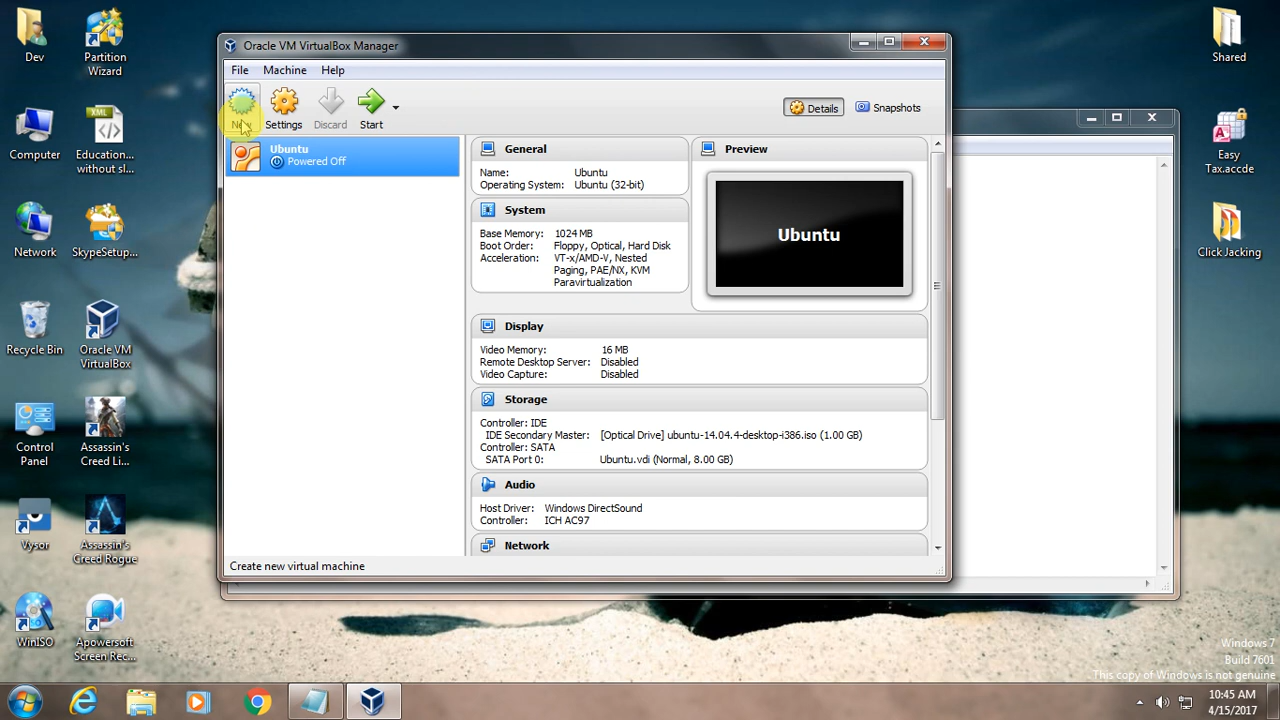 Dev
Partition
Wizard
Computer
Education...
without sl...
Network
SkypeSetup...
Recycle Bin
Oracle VM
VirtualBox
Control
Panel
Assassin's
Creed Li...
Vysor
Assassin's
Creed Rogue
WinISO
Apowersoft
Screen Rec...
Oracle VM VirtualBox Manager
File Machine Help
New Settings Discard Start
Details Snapshots
Ubuntu
Powered Off
General
Name: Ubuntu
Operating System: Ubuntu (32-bit)
System
Base Memory: 1024 MB
Boot Order: Floppy, Optical, Hard Disk
Acceleration: VT-x/AMD-V, Nested
Paging, PAE/NX, KVM
Paravirtualization
Preview
Ubuntu
Display
Video Memory: 16 MB
Remote Desktop Server: Disabled
Video Capture: Disabled
Storage
Controller: IDE
IDE Secondary Master: [Optical Drive] ubuntu-14.04.4-desktop-i386.iso (1.00 GB)
Controller: SATA
SATA Port 0: Ubuntu.vdi (Normal, 8.00 GB)
Audio
Host Driver: Windows DirectSound
Controller: ICH AC97
Network
Create new virtual machine
Shared
Easy
Tax.accde
Click Jacking
Windows 7
Build 7601
This copy of Windows is not genuine
10:45 AM
4/15/2017